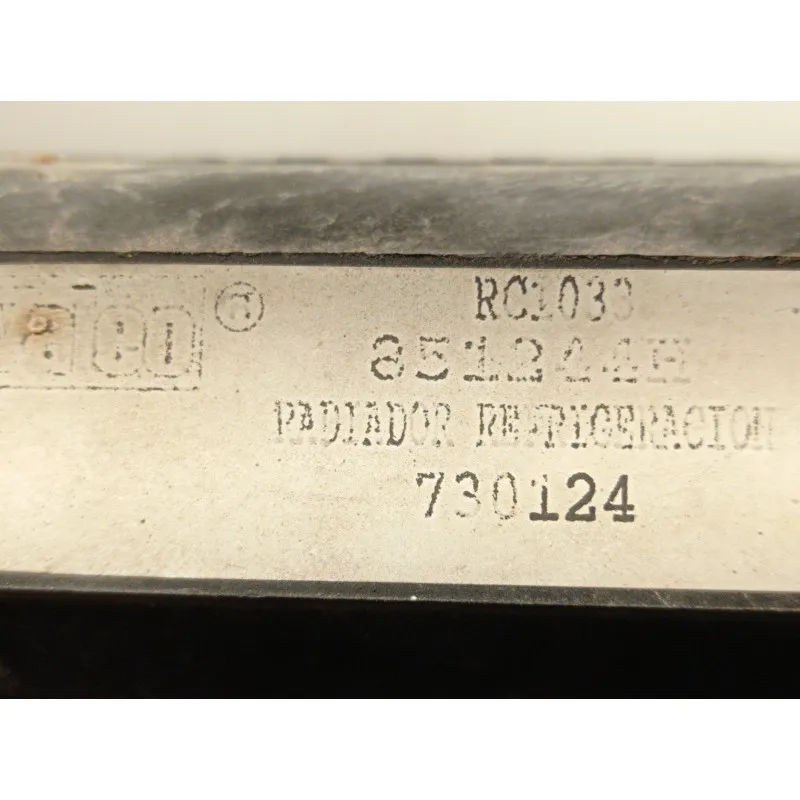 ®
RC1033
851244H
RADIADOR REFRIGERACION
730124